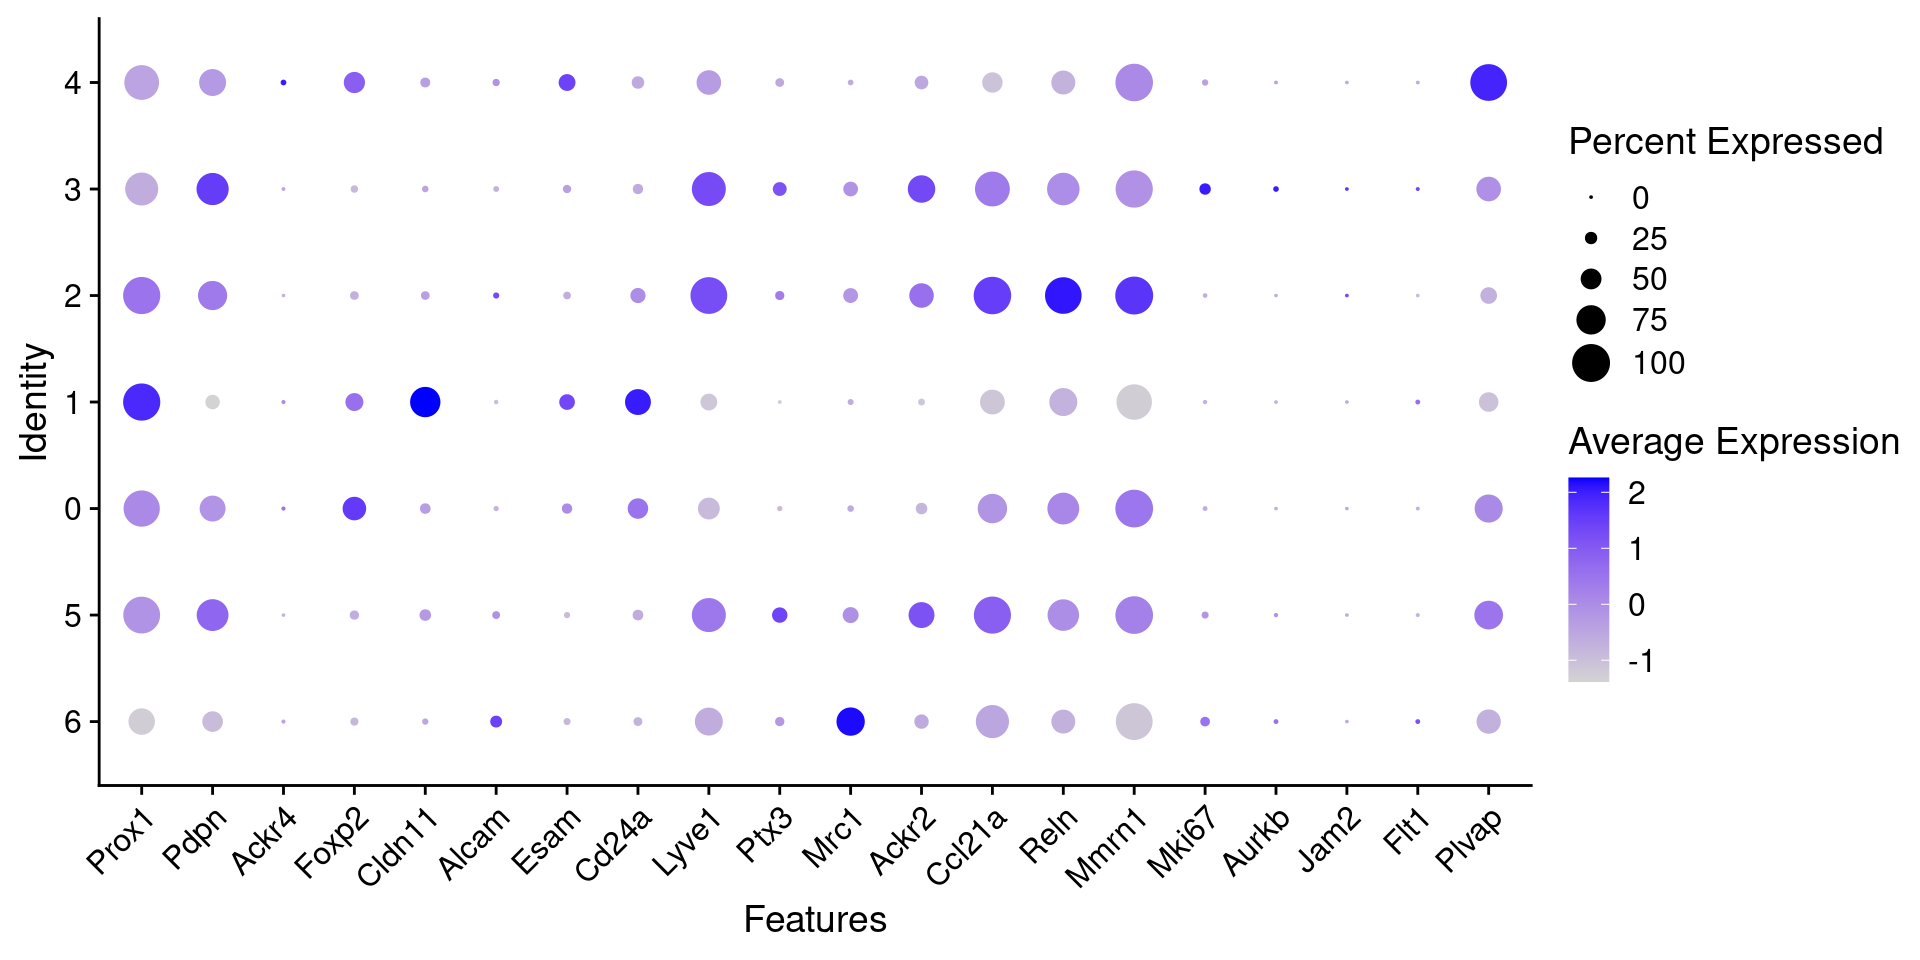 Identity
4
3
2
1
0
5
6
Prox1
Pdpn
Ackr4
Foxp2
Cldn11
Alcam
Esam
Cd24a
Lyve1
Ptx3
Mrc1
Ackr2
Ccl21a
Reln
Mmrn1
Mki67
Aurkb
Jam2
Flt1
Plvap
Features
Percent Expressed
0
25
50
75
100
Average Expression
2
1
0
-1